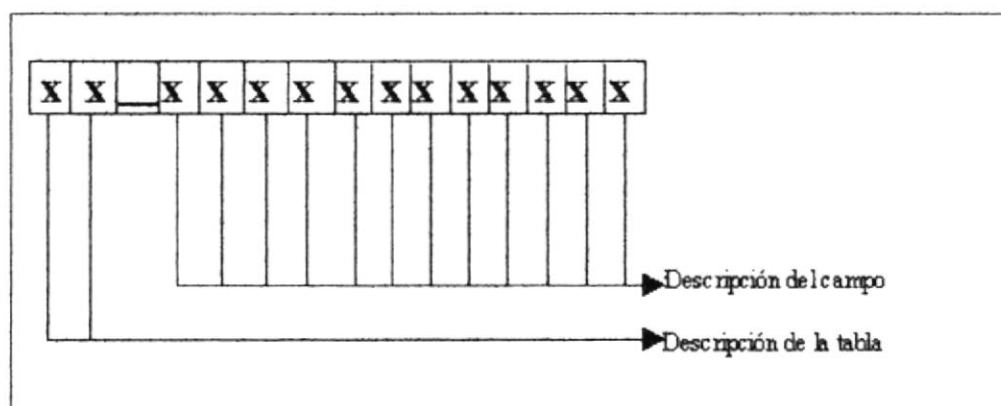 X X _ X X X X X X X X X X X X
Descripción del campo
Descripción de la tabla